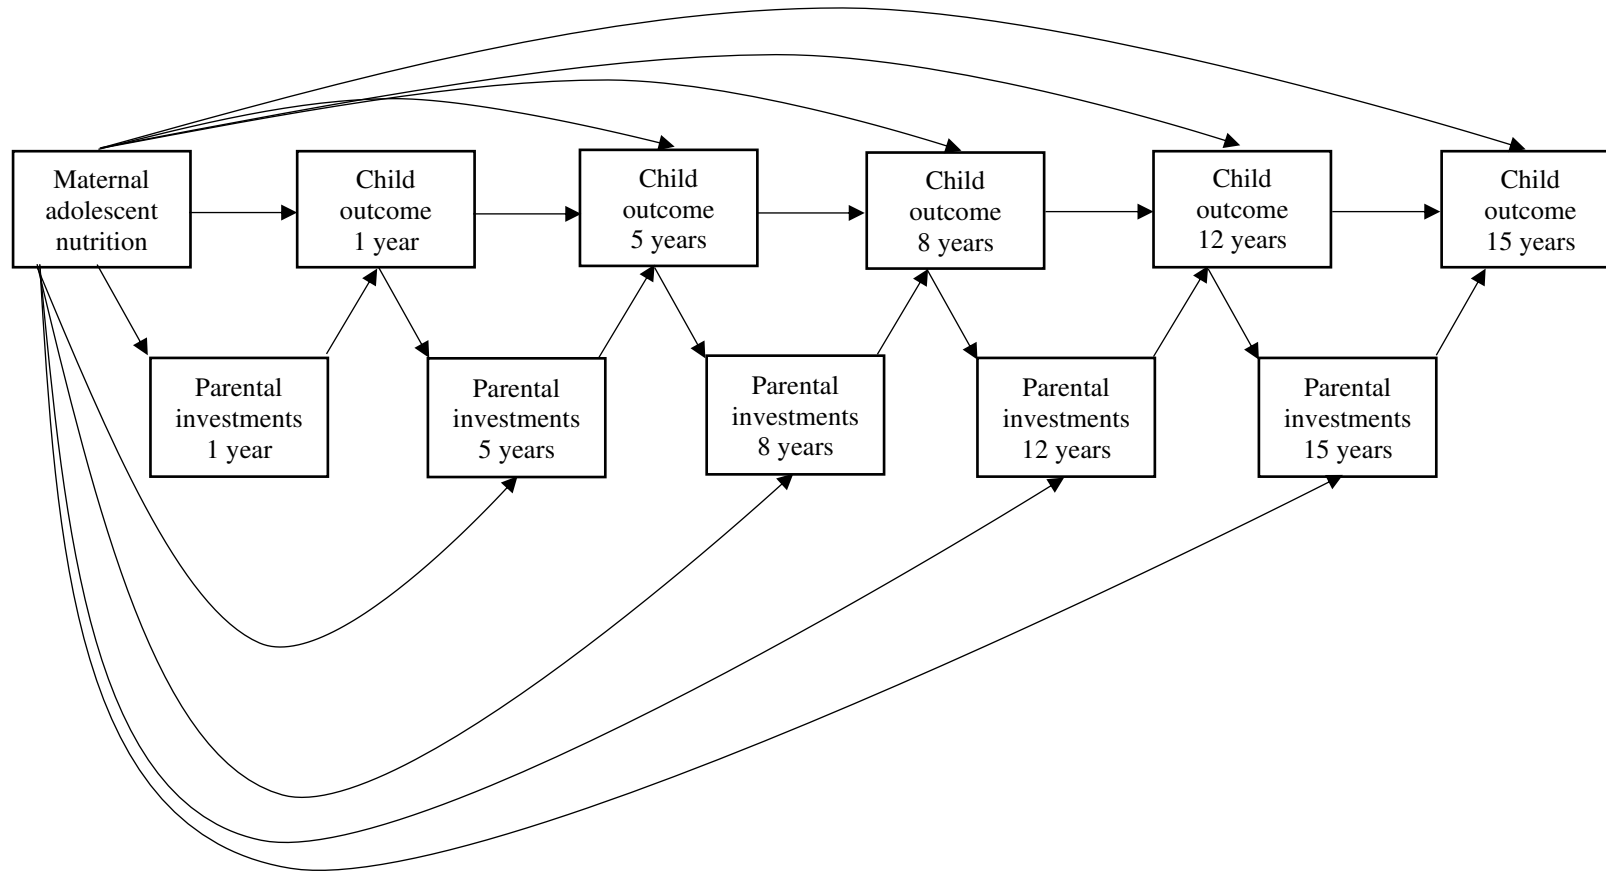 Maternal
adolescent
nutrition
Child
outcome
1 year
Child
outcome
5 years
Child
outcome
8 years
Child
outcome
12 years
Child
outcome
15 years
Parental
investments
1 year
Parental
investments
5 years
Parental
investments
8 years
Parental
investments
12 years
Parental
investments
15 years